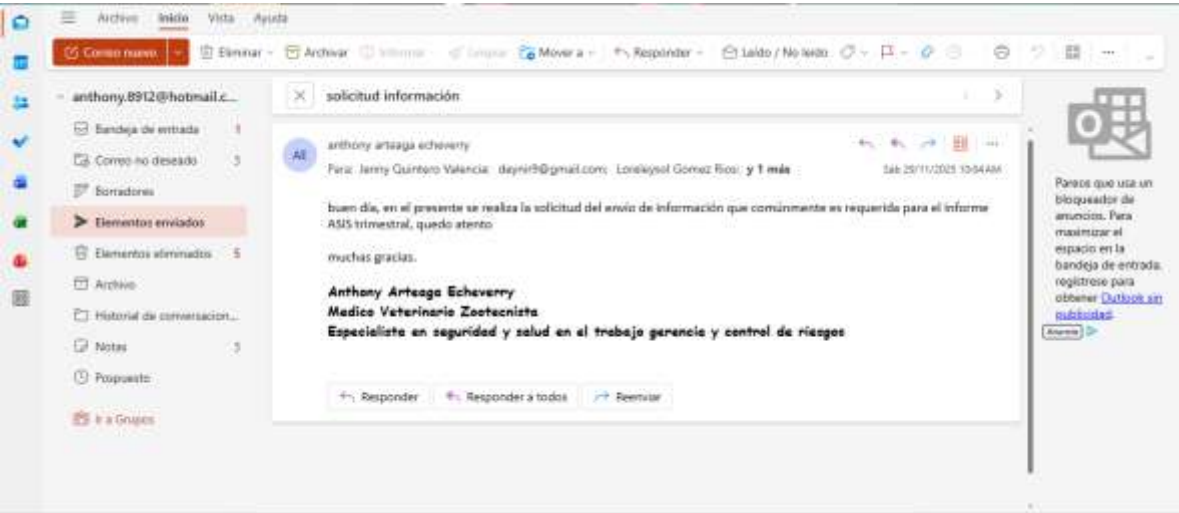 Archivo Inicio Vista Ayuda
Correo nuevo Eliminar Archivar Informar Limpiar Mover a Responder Leído / No leído
anthony.8912@hotmail.c...
Bandeja de entrada 1
Correo no deseado 3
Borradores
Elementos enviados
Elementos eliminados 5
Archivo
Historial de conversacion...
Notas 3
Pospuesto
Ir a Grupos
solicitud información
AE
anthony arteaga echeverry
Para: Jenny Quintero Valencia; daynir9@gmail.com; Loreleysol Gomez Rios; y 1 más
Sáb 29/11/2025 10:04 AM
buen día, en el presente se realiza la solicitud del envio de información que comúnmente es requerida para el informe
ASIS trimestral, quedo atento
muchas gracias.
Anthony Arteaga Echeverry
Medico Veterinario Zootecnista
Especialista en seguridad y salud en el trabajo gerencia y control de riesgos
Responder Responder a todos Reenviar
Parece que usa un
bloqueador de
anuncios. Para
maximizar el
espacio en la
bandeja de entrada,
regístrese para
obtener Outlook sin
publicidad.
Anuncio